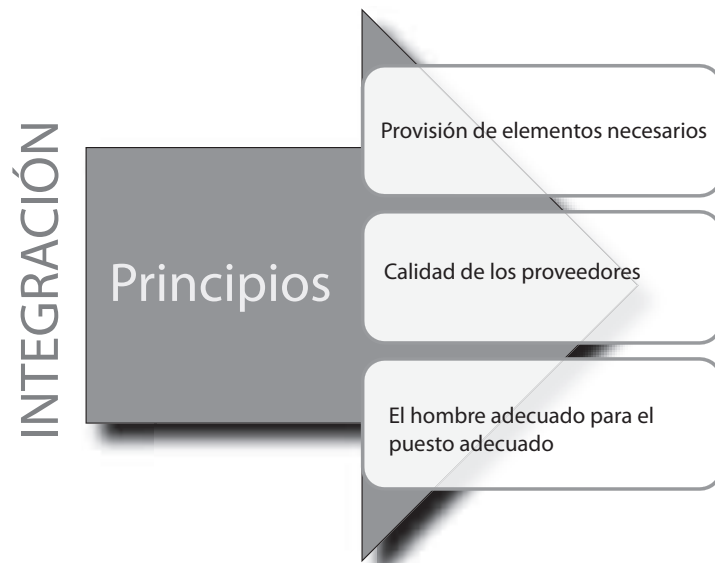 INTEGRACIÓN
Principios
Provisión de elementos necesarios
Calidad de los proveedores
El hombre adecuado para el
puesto adecuado